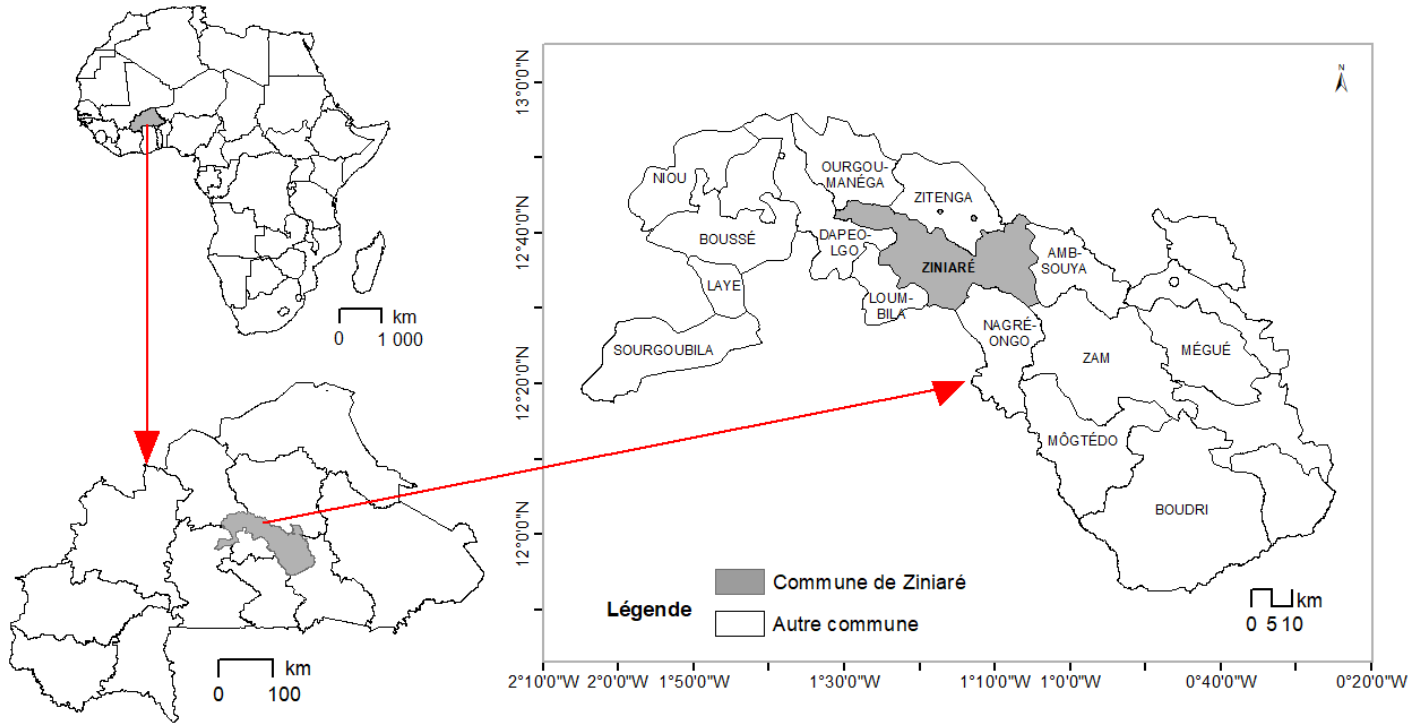 km
0 1 000
km
0 100
N
13°0'0"N
12°40'0"N
12°20'0"N
12°0'0"N
NIOU
OURGOU-
MANÉGA
ZITENGA
BOUSSÉ
DAPEO-
LGO
ZINIARÉ
AMB-
SOUYA
LAYE
LOUM-
BILA
SOURGOUBILA
NAGRÉ-
ONGO
ZAM
MÉGUÉ
MÔGTÉDO
BOUDRI
Légende
Commune de Ziniaré
Autre commune
km
0 5 10
2°10'0"W 2°0'0"W 1°50'0"W 1°30'0"W 1°10'0"W 1°0'0"W 0°40'0"W 0°20'0"W